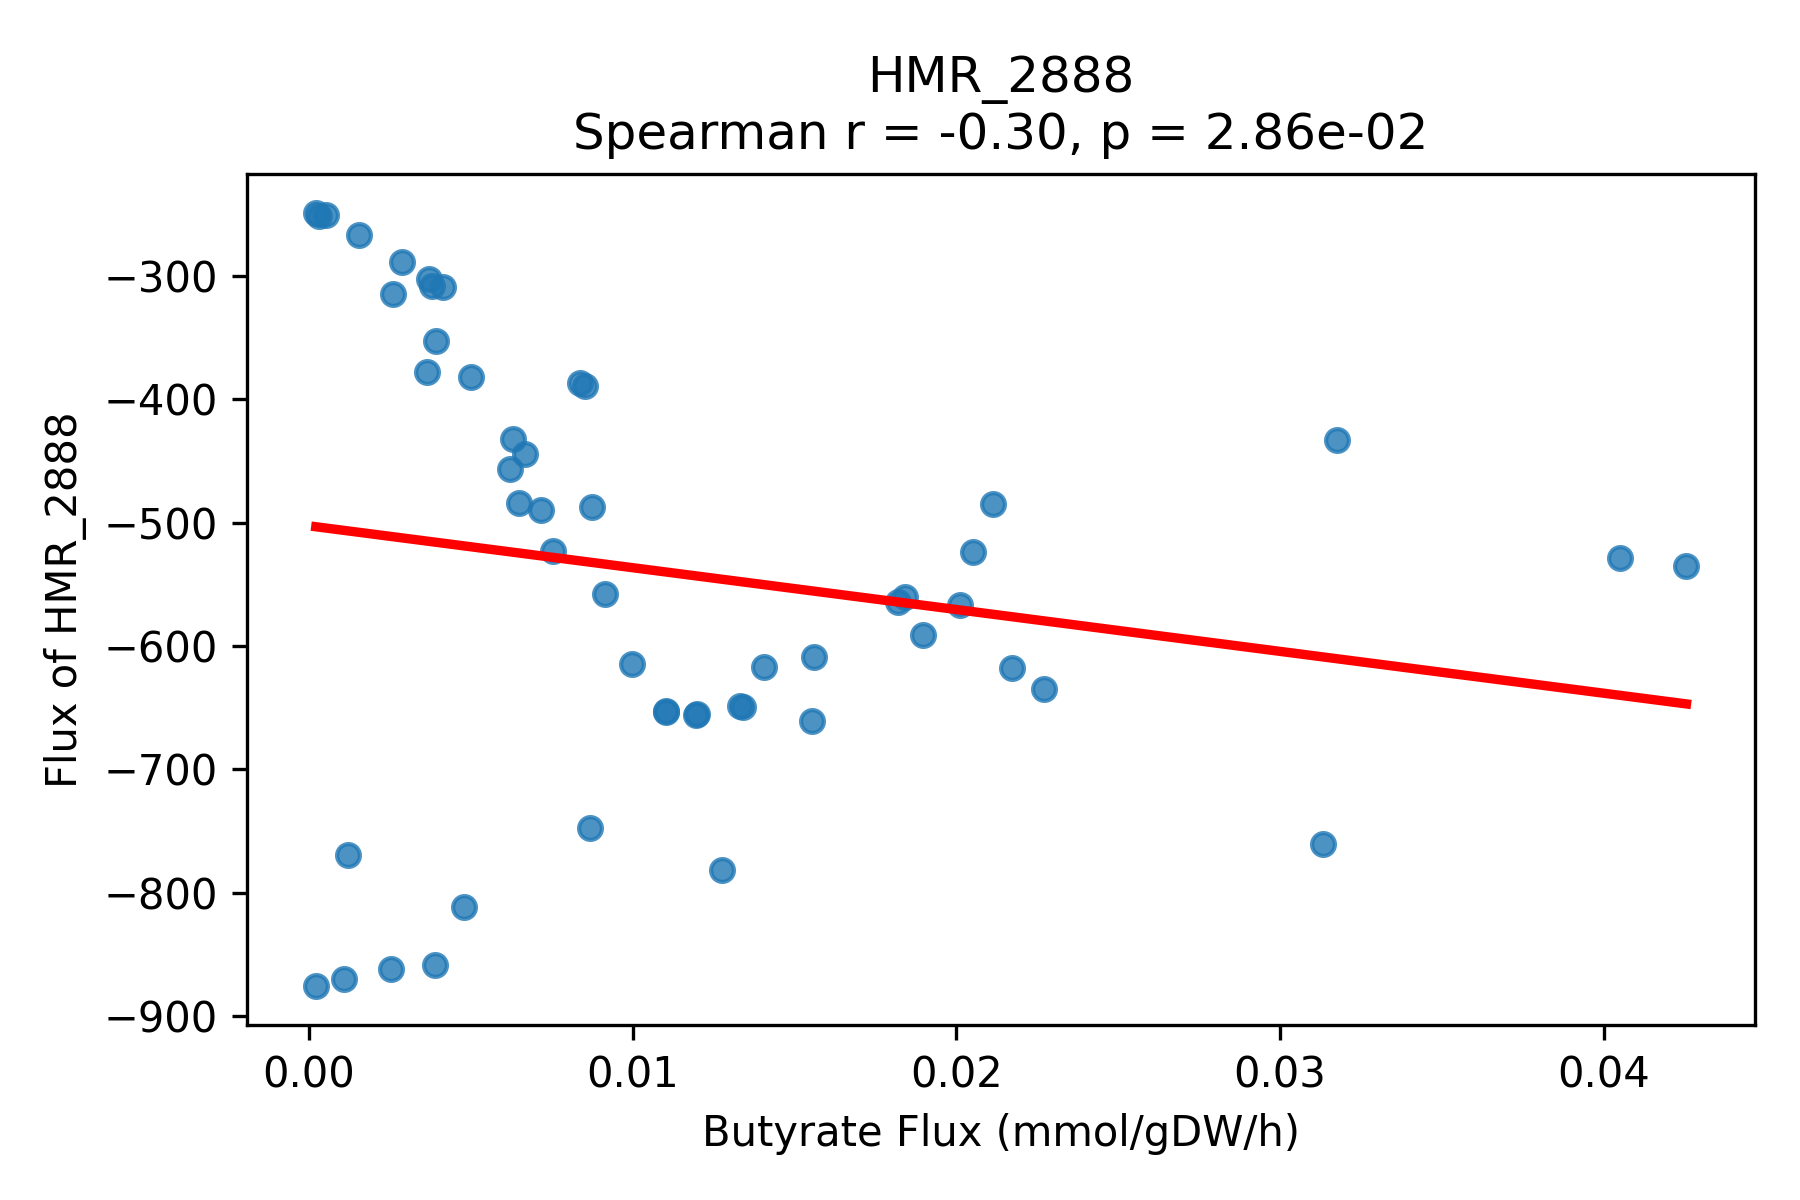 HMR_2888
Spearman r = -0.30, p = 2.86e-02
Flux of HMR_2888
−300
−400
−500
−600
−700
−800
−900
0.00 0.01 0.02 0.03 0.04
Butyrate Flux (mmol/gDW/h)